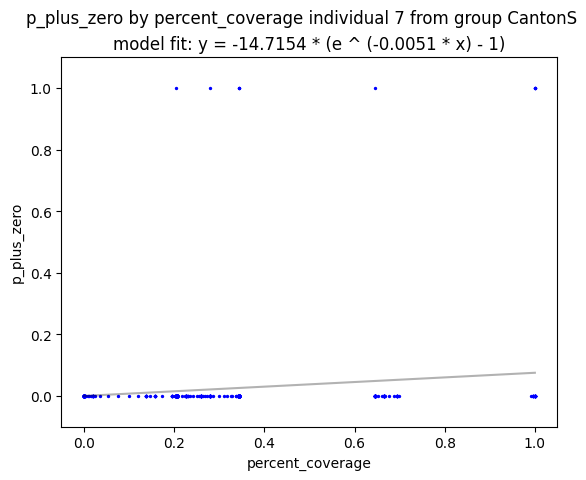 p_plus_zero by percent_coverage individual 7 from group CantonS
model fit: y = -14.7154 * (e ^ (-0.0051 * x) - 1)
1.0
0.8
0.6
0.4
0.2
0.0
p_plus_zero
0.0 0.2 0.4 0.6 0.8 1.0
percent_coverage